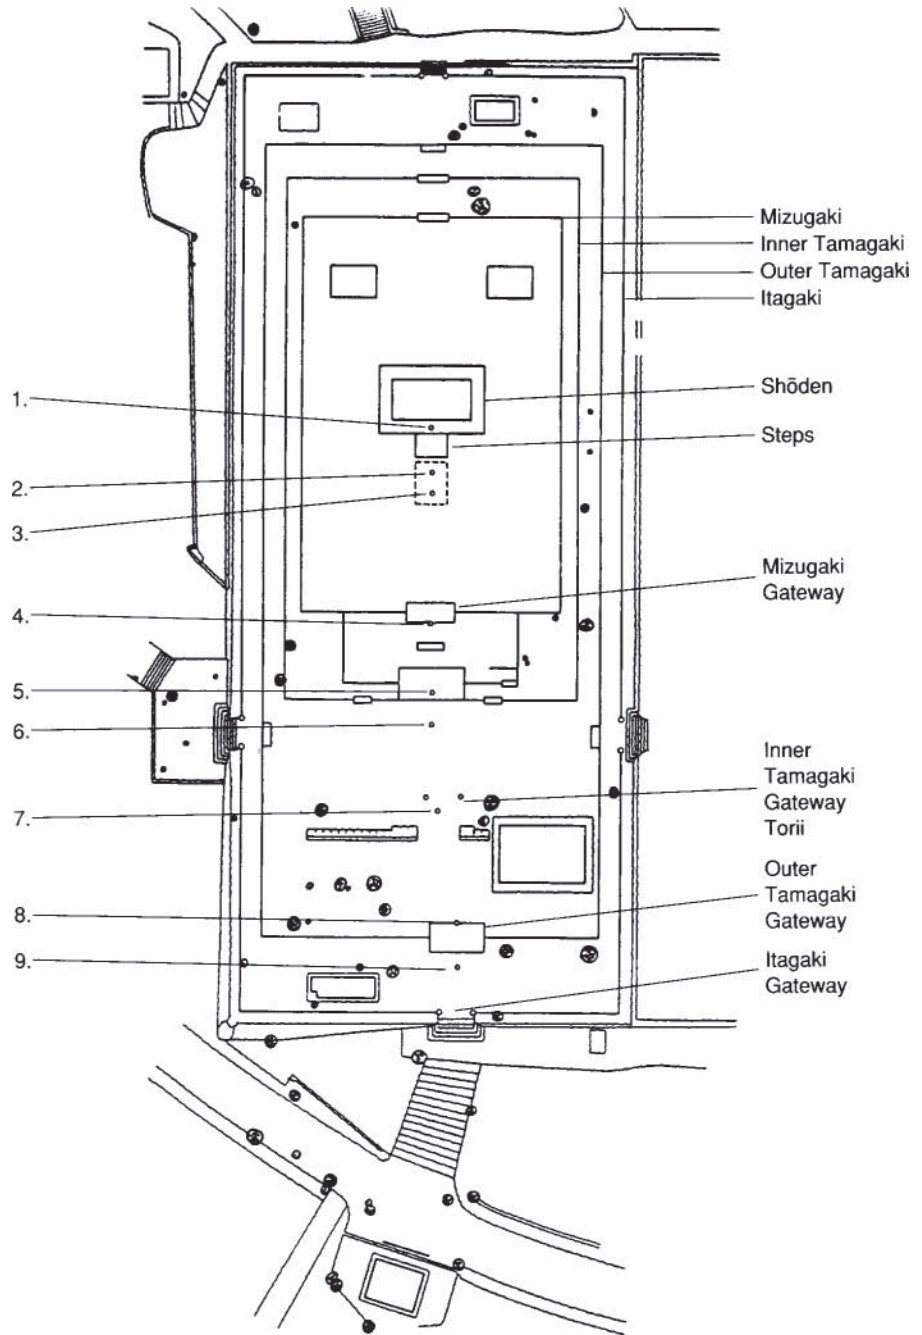 Mizugaki
Inner Tamagaki
Outer Tamagaki
Itagaki
Shōden
1.
Steps
2.
3.
Mizugaki
Gateway
4.
5.
6.
Inner
Tamagaki
Gateway
Torii
7.
Outer
Tamagaki
Gateway
8.
9.
Itagaki
Gateway